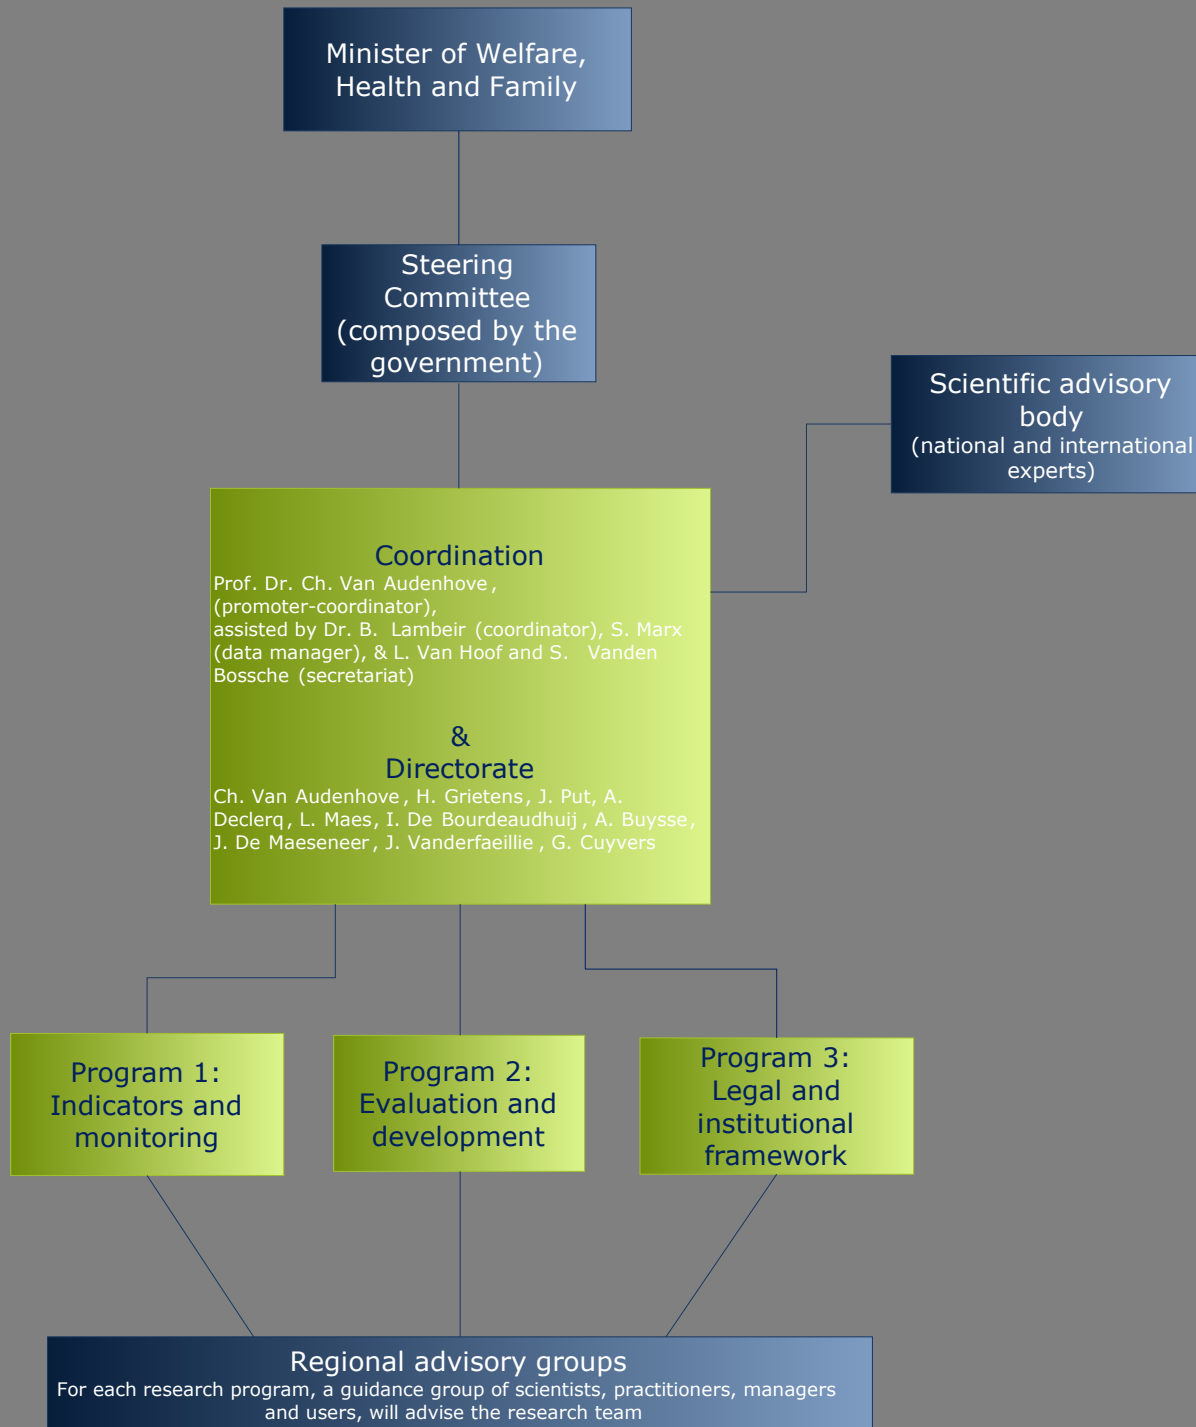 Minister of Welfare,
Health and Family
Steering
Committee
(composed by the
government)
Scientific advisory
body
(national and international
experts)
Coordination
Prof. Dr. Ch. Van Audenhove,
(promoter-coordinator),
assisted by Dr. B. Lambeir (coordinator), S. Marx
(data manager), & L. Van Hoof and S. Vanden
Bossche (secretariat)
&
Directorate
Ch. Van Audenhove, H. Grietens, J. Put, A.
Declerq, L. Maes, I. De Bourdeaudhuij, A. Buysse,
J. De Maeseneer, J. Vanderfaeillie, G. Cuyvers
Program 1:
Indicators and
monitoring
Program 2:
Evaluation and
development
Program 3:
Legal and
institutional
framework
Regional advisory groups
For each research program, a guidance group of scientists, practitioners, managers
and users, will advise the research team